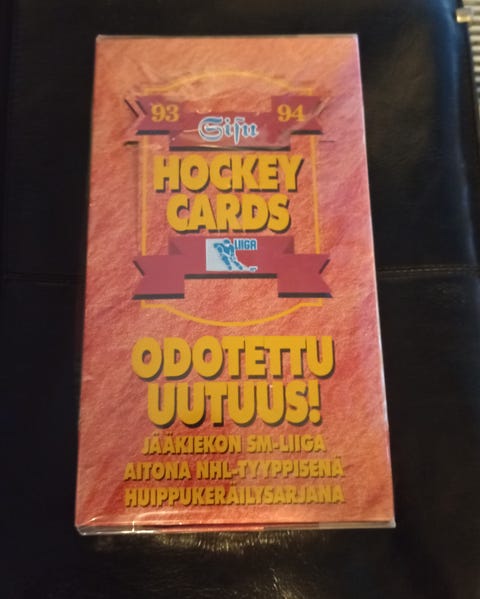 93 Sisu 94
HOCKEY
CARDS
LIIGA
ODOTETTU
UUTUUS!
JÄÄKIEKON SM-LIIGA
AITONA NHL-TYYPPISENÄ
HUIPPUKERÄILYSARJANA